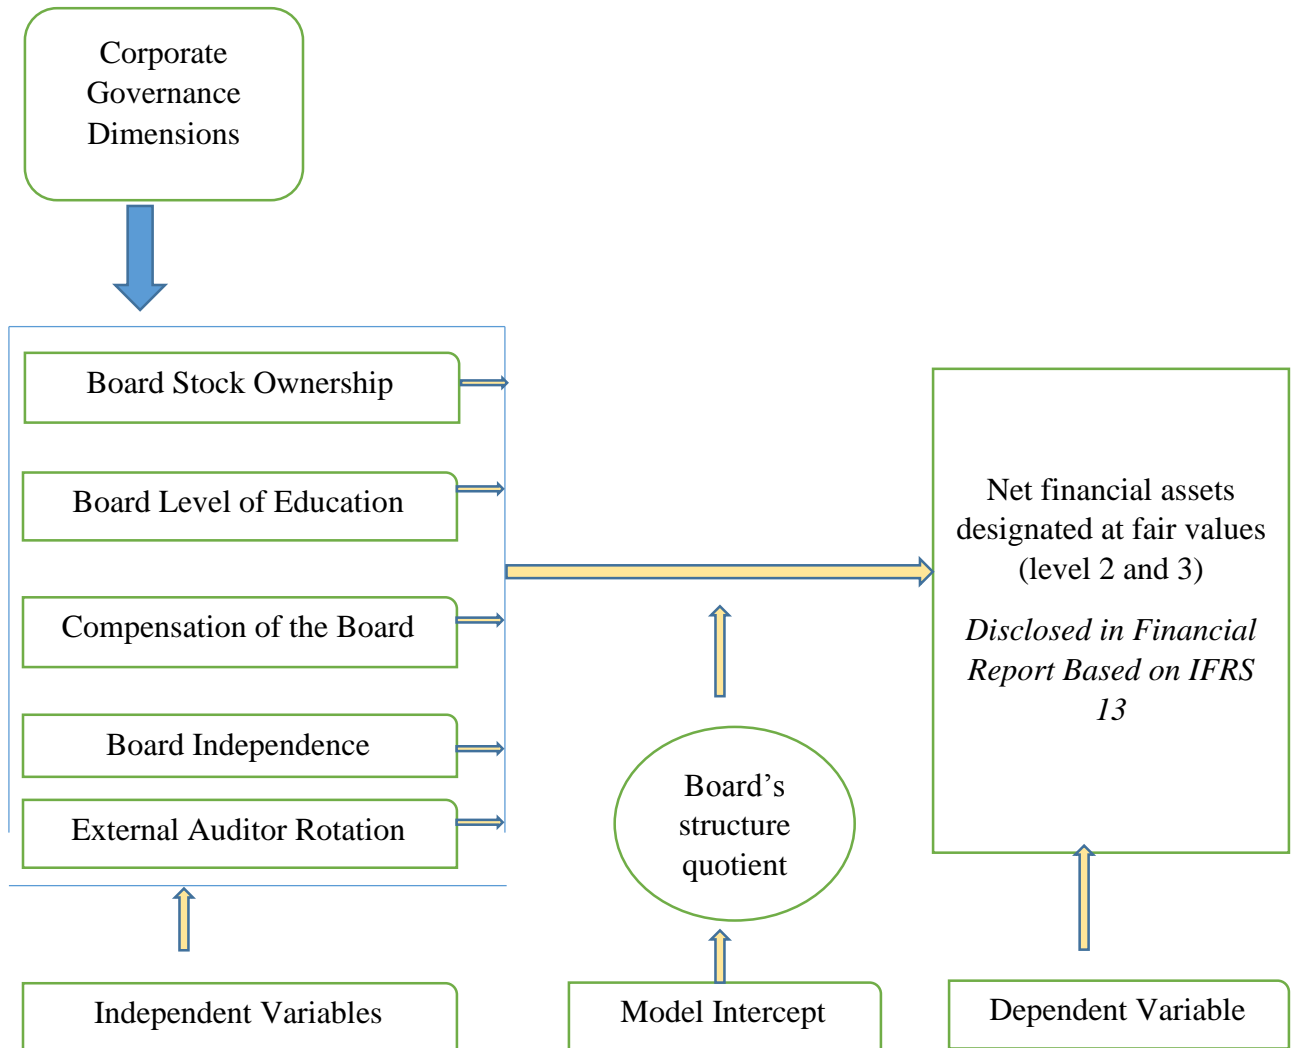 Corporate
Governance
Dimensions
Board Stock Ownership
Board Level of Education
Compensation of the Board
Board Independence
External Auditor Rotation
Independent Variables
Board’s
structure
quotient
Model Intercept
Net financial assets
designated at fair values
(level 2 and 3)
Disclosed in Financial
Report Based on IFRS
13
Dependent Variable